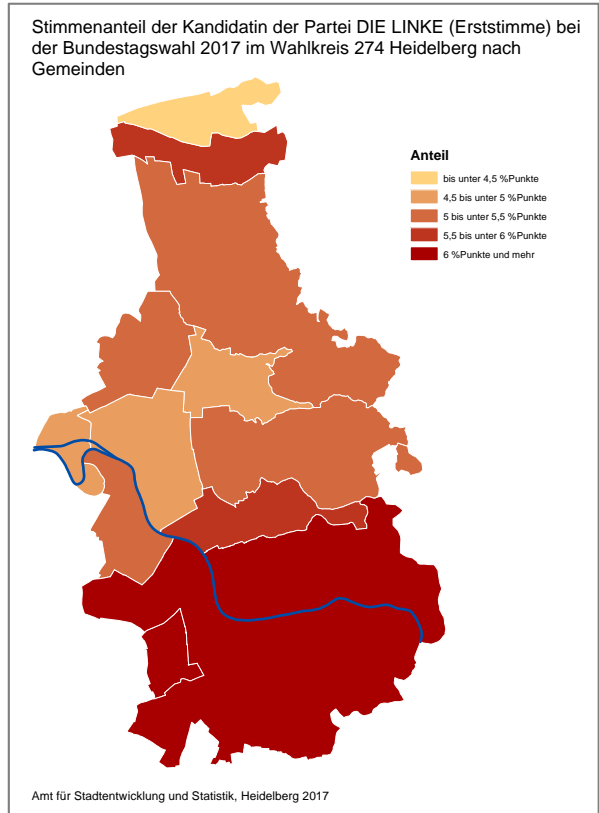 Stimmenanteil der Kandidatin der Partei DIE LINKE (Erststimme) bei
der Bundestagswahl 2017 im Wahlkreis 274 Heidelberg nach
Gemeinden
Anteil
bis unter 4,5 %Punkte
4,5 bis unter 5 %Punkte
5 bis unter 5,5 %Punkte
5,5 bis unter 6 %Punkte
6 %Punkte und mehr
Amt für Stadtentwicklung und Statistik, Heidelberg 2017